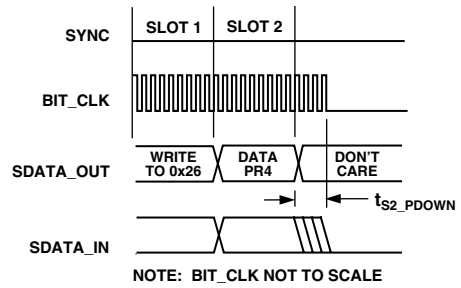 SLOT 1 SLOT 2
SYNC
BIT_CLK
SDATA_OUT
WRITE
TO 0x26
DATA
PR4
DON'T
CARE
tS2_PDOWN
SDATA_IN
NOTE: BIT_CLK NOT TO SCALE